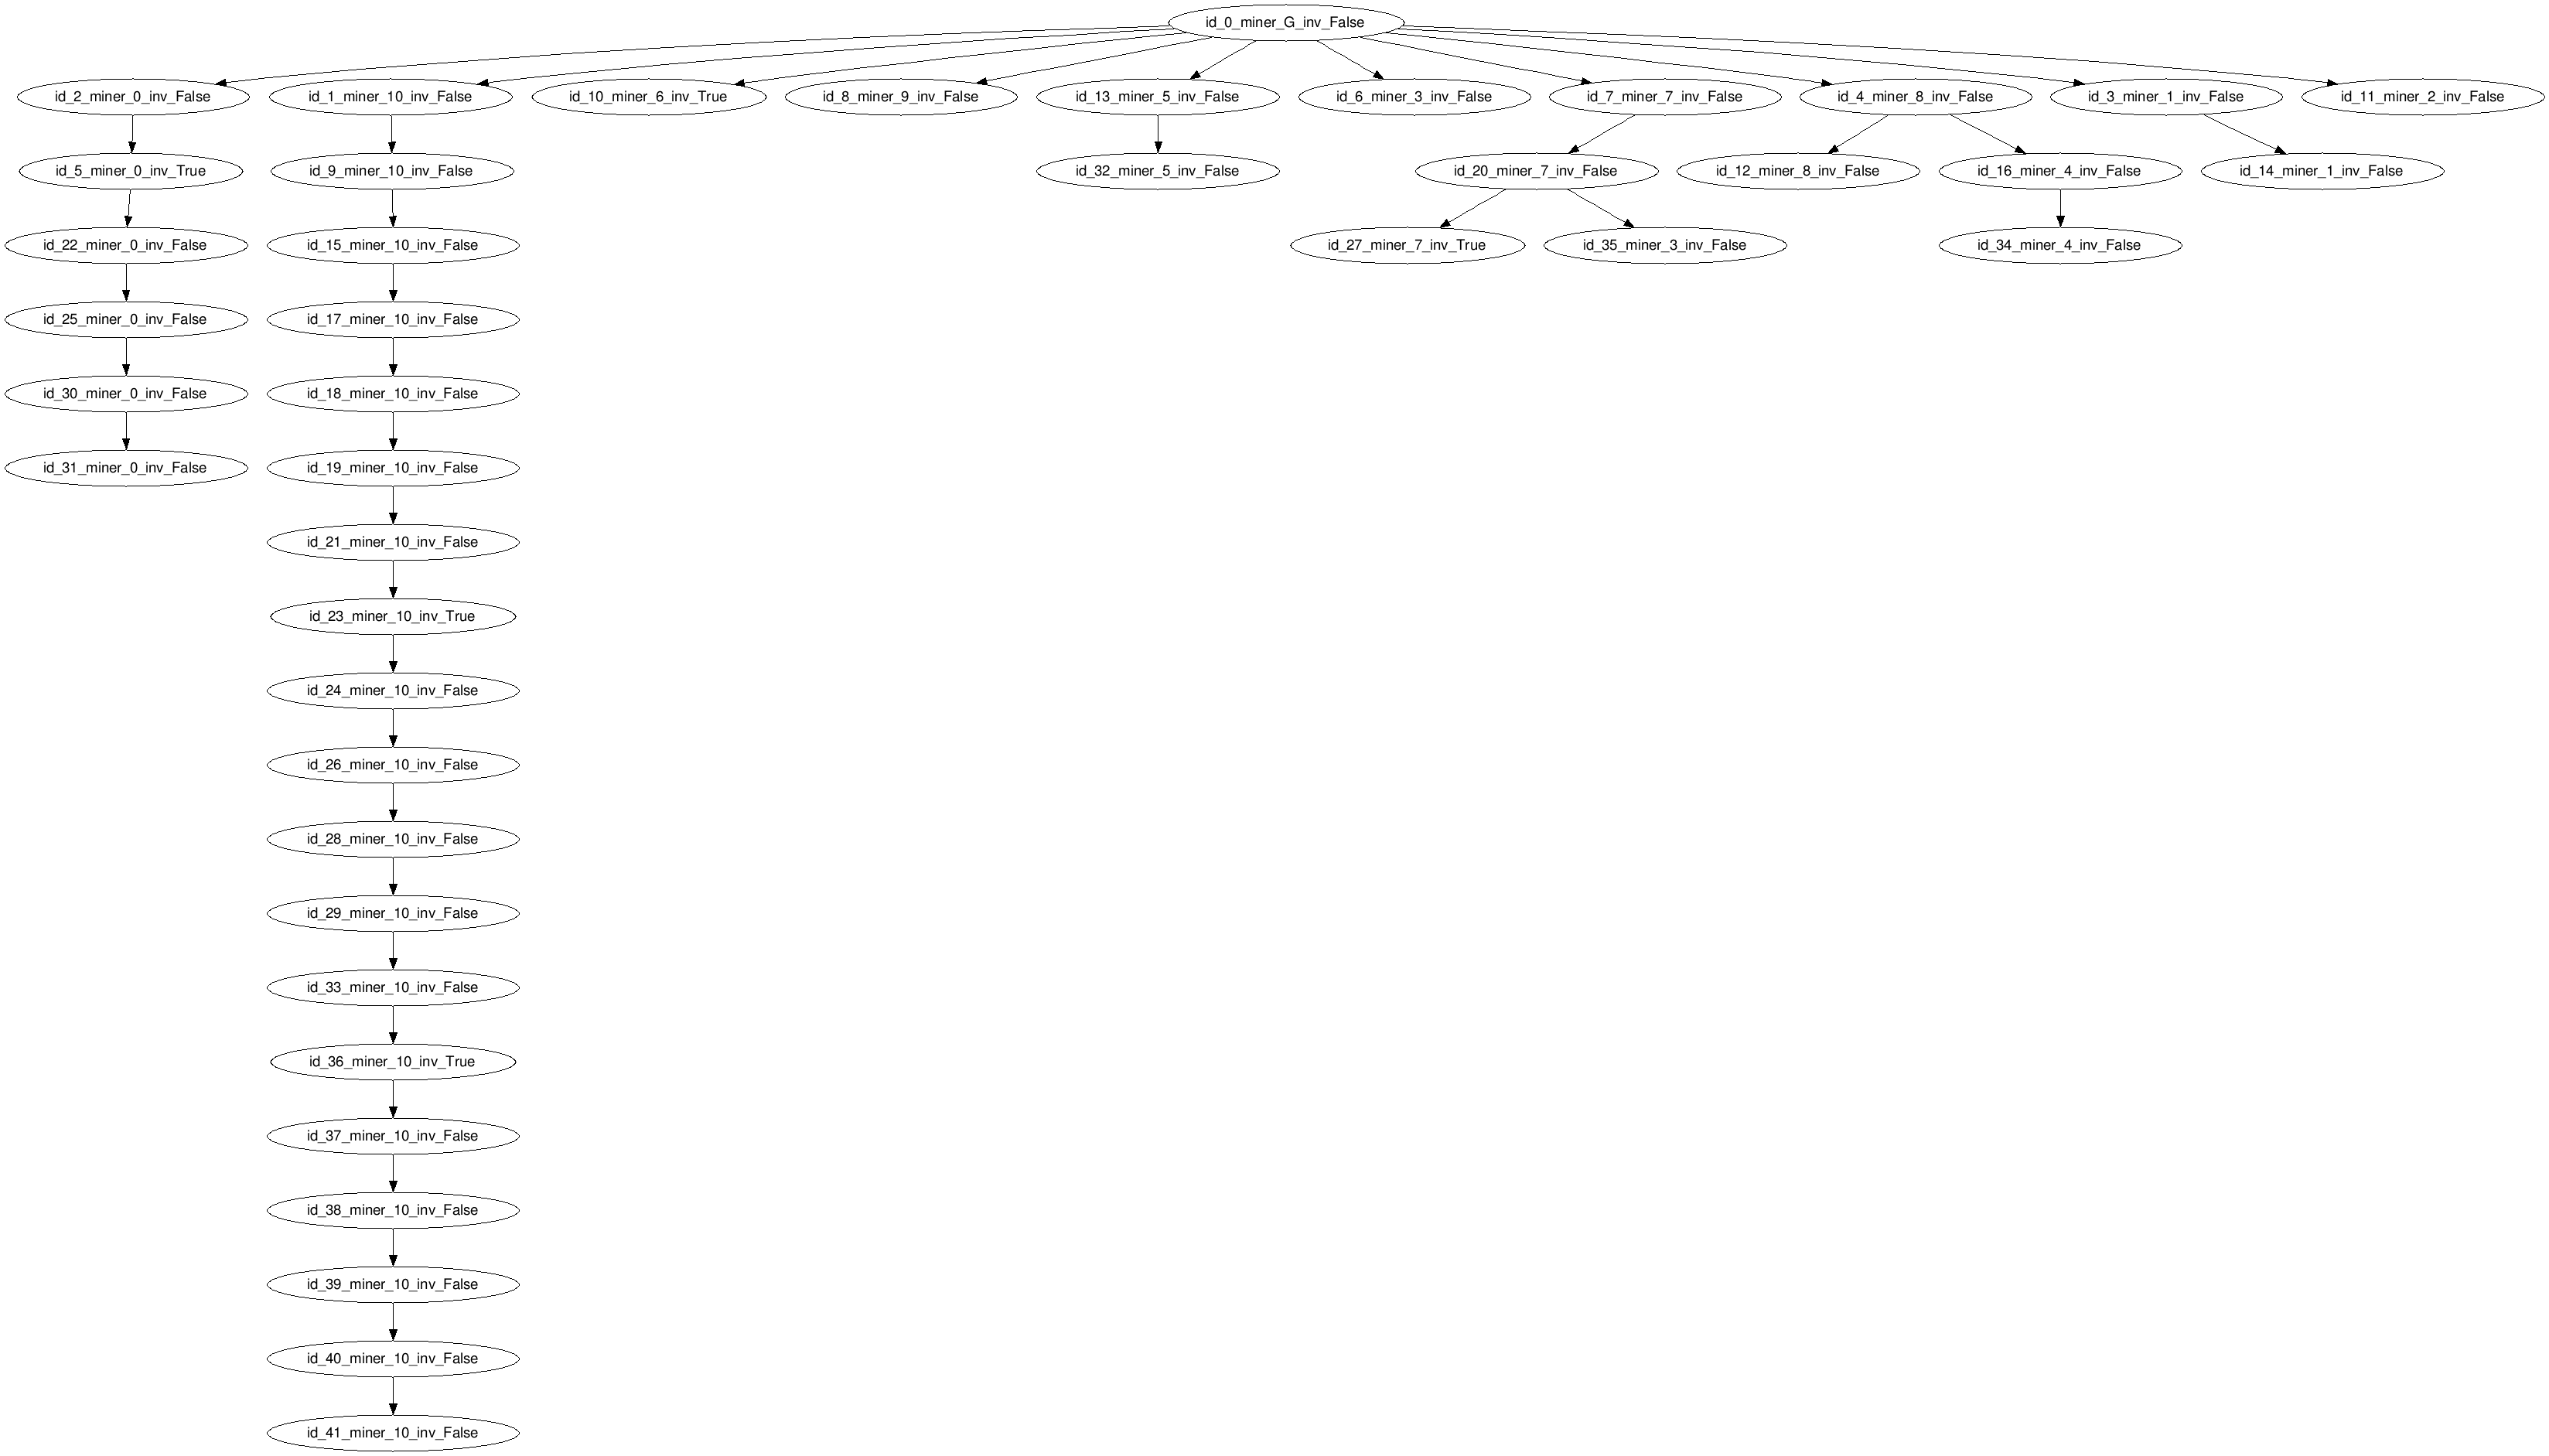 id_0_miner_G_inv_False
id_2_miner_0_inv_False
id_1_miner_10_inv_False
id_10_miner_6_inv_True
id_8_miner_9_inv_False
id_13_miner_5_inv_False
id_6_miner_3_inv_False
id_7_miner_7_inv_False
id_4_miner_8_inv_False
id_3_miner_1_inv_False
id_11_miner_2_inv_False
id_5_miner_0_inv_True
id_9_miner_10_inv_False
id_32_miner_5_inv_False
id_20_miner_7_inv_False
id_12_miner_8_inv_False
id_16_miner_4_inv_False
id_14_miner_1_inv_False
id_22_miner_0_inv_False
id_15_miner_10_inv_False
id_27_miner_7_inv_True
id_35_miner_3_inv_False
id_34_miner_4_inv_False
id_25_miner_0_inv_False
id_17_miner_10_inv_False
id_30_miner_0_inv_False
id_18_miner_10_inv_False
id_31_miner_0_inv_False
id_19_miner_10_inv_False
id_21_miner_10_inv_False
id_23_miner_10_inv_True
id_24_miner_10_inv_False
id_26_miner_10_inv_False
id_28_miner_10_inv_False
id_29_miner_10_inv_False
id_33_miner_10_inv_False
id_36_miner_10_inv_True
id_37_miner_10_inv_False
id_38_miner_10_inv_False
id_39_miner_10_inv_False
id_40_miner_10_inv_False
id_41_miner_10_inv_False